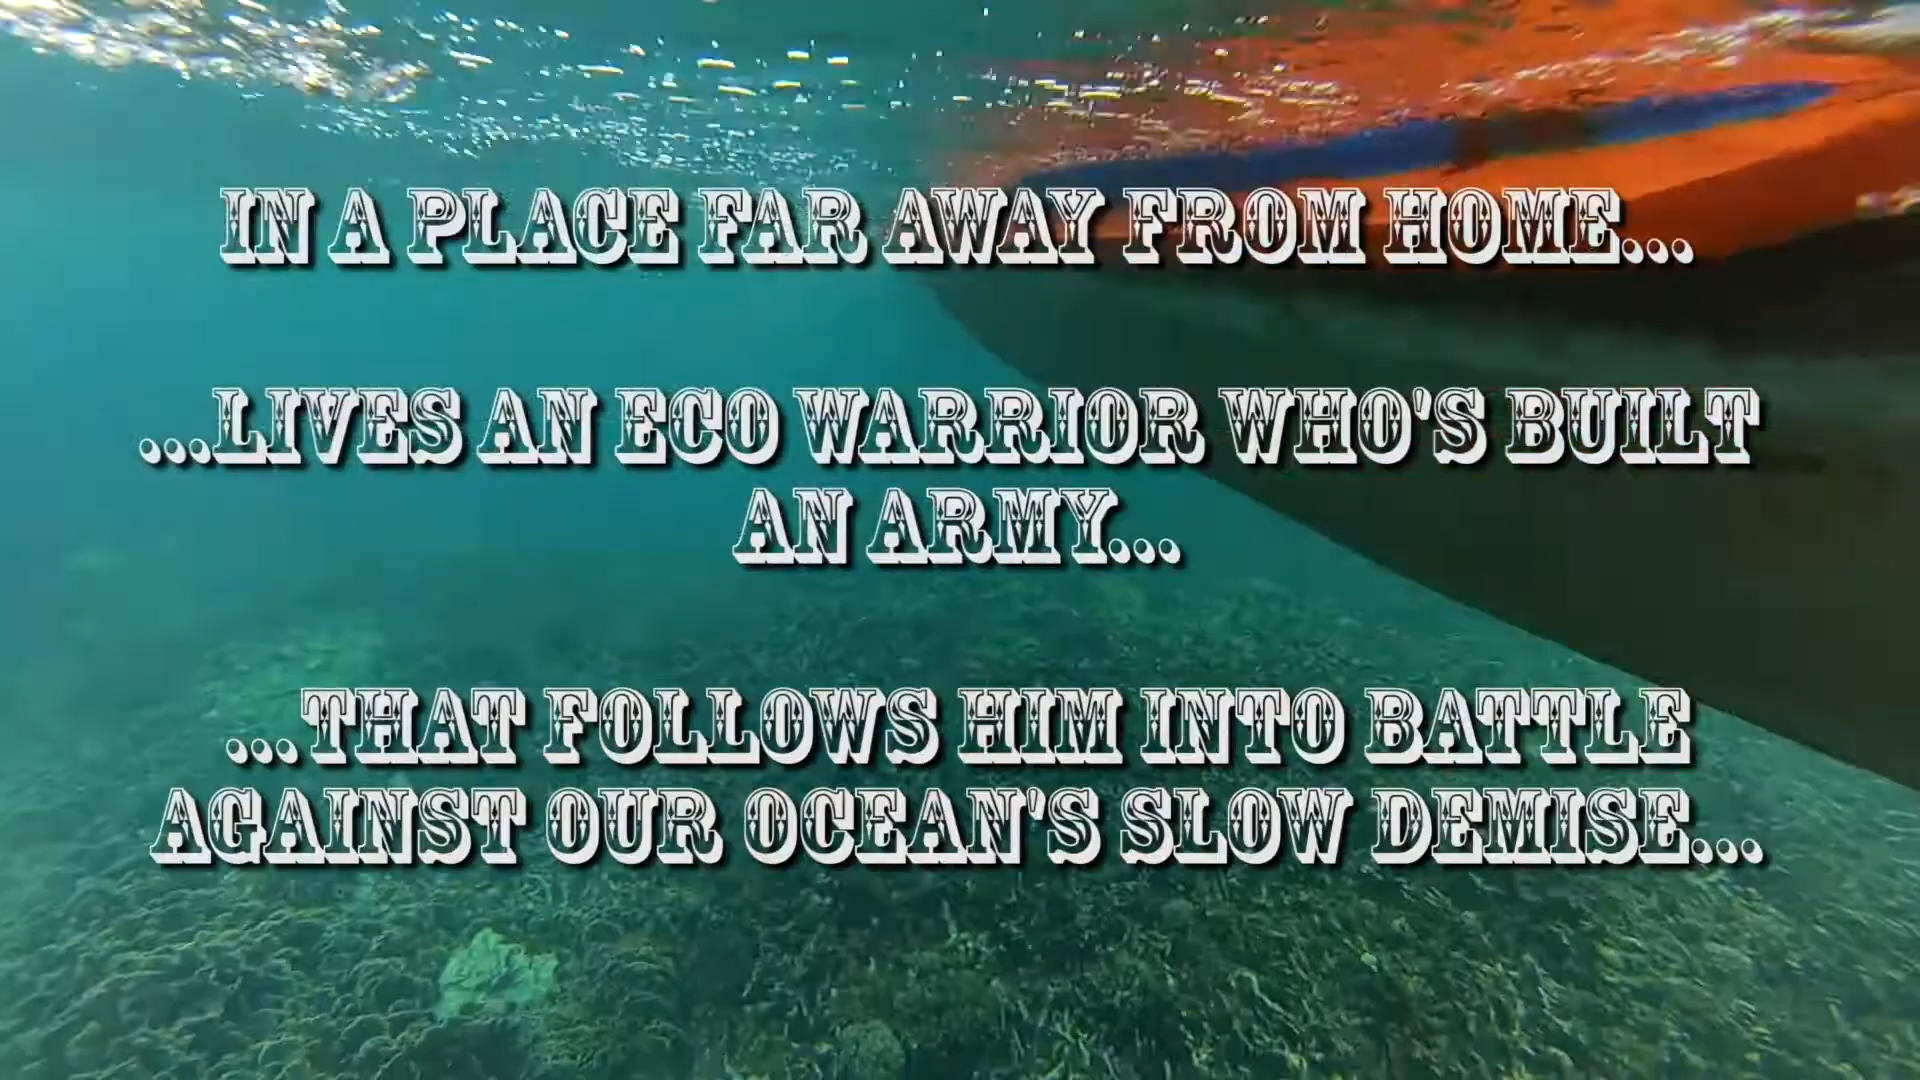 IN A PLACE FAR AWAY FROM HOME...
...LIVES AN ECO WARRIOR WHO'S BUILT
AN ARMY...
...THAT FOLLOWS HIM INTO BATTLE
AGAINST OUR OCEAN'S SLOW DEMISE...